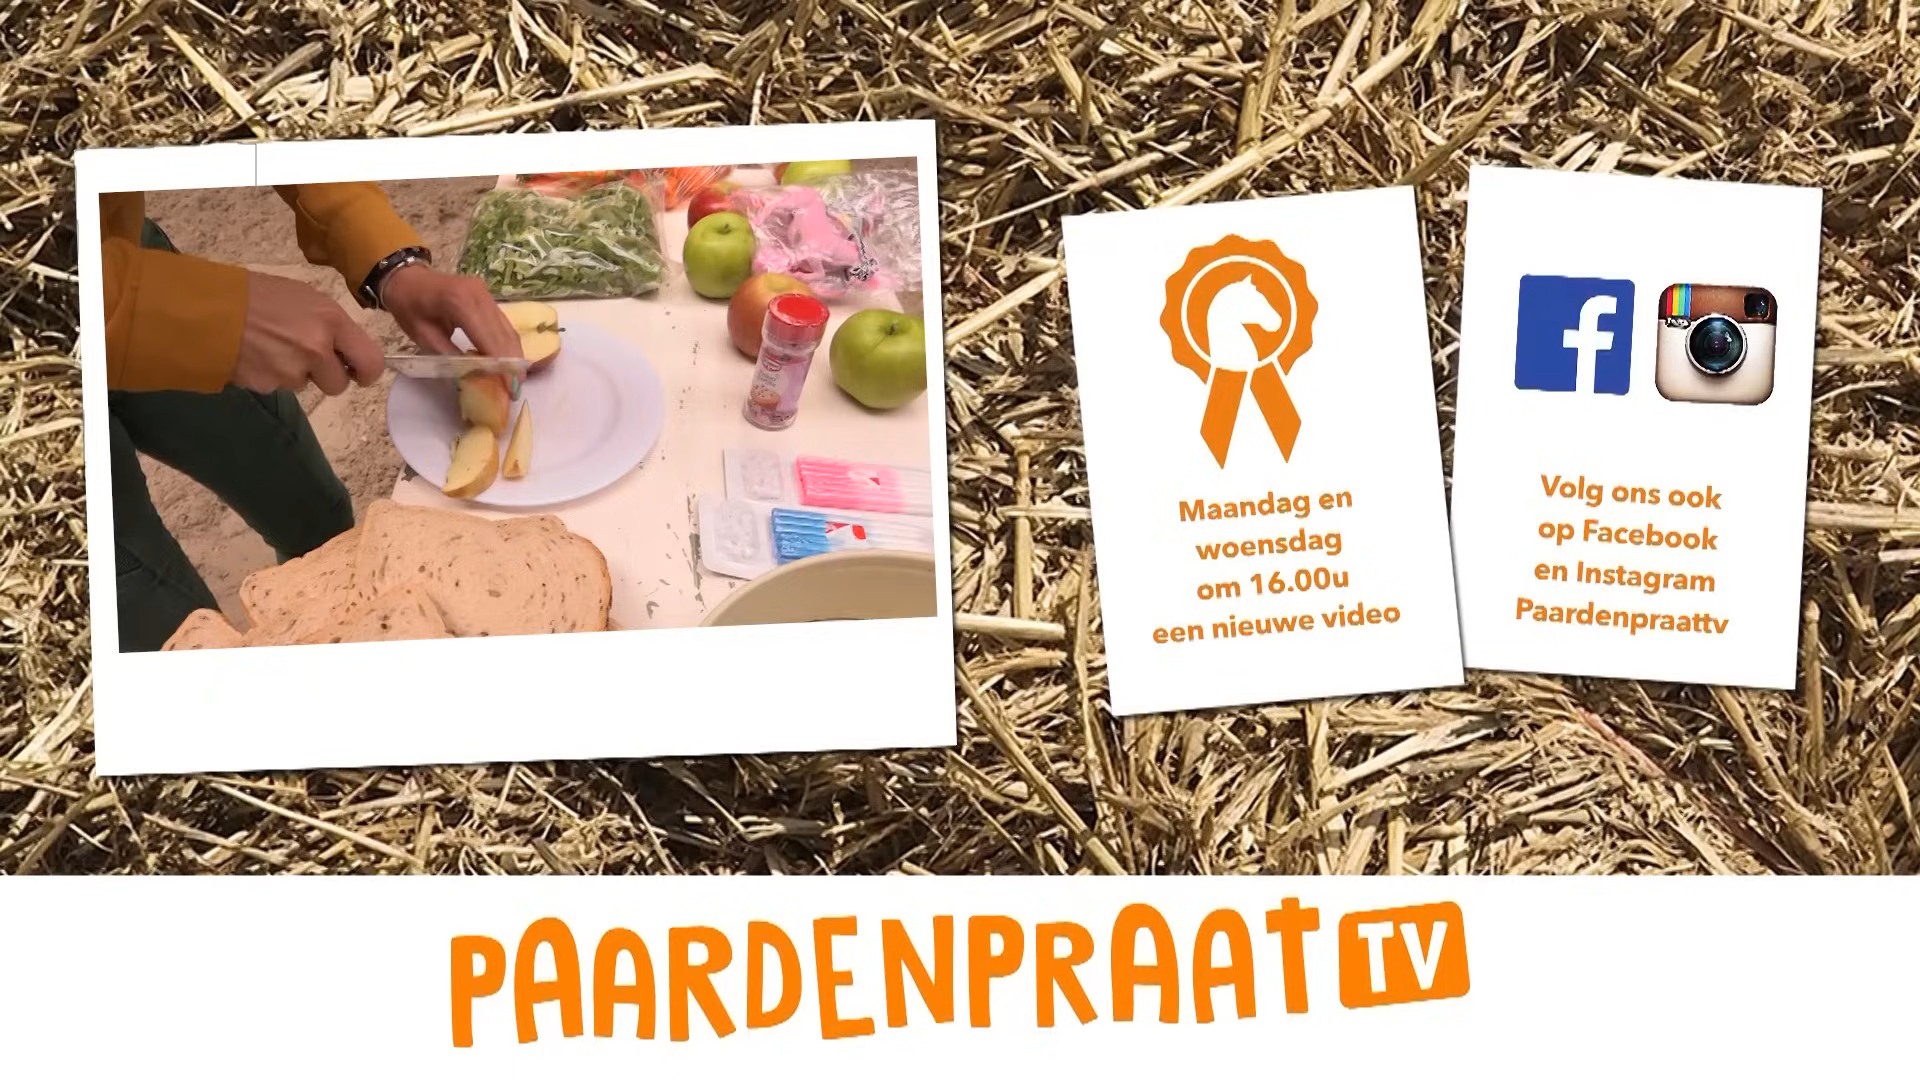 Maandag en
woensdag
om 16.00u
een nieuwe video
Volg ons ook
op Facebook
en Instagram
Paardenpraattv
PAARDENPRAAT TV